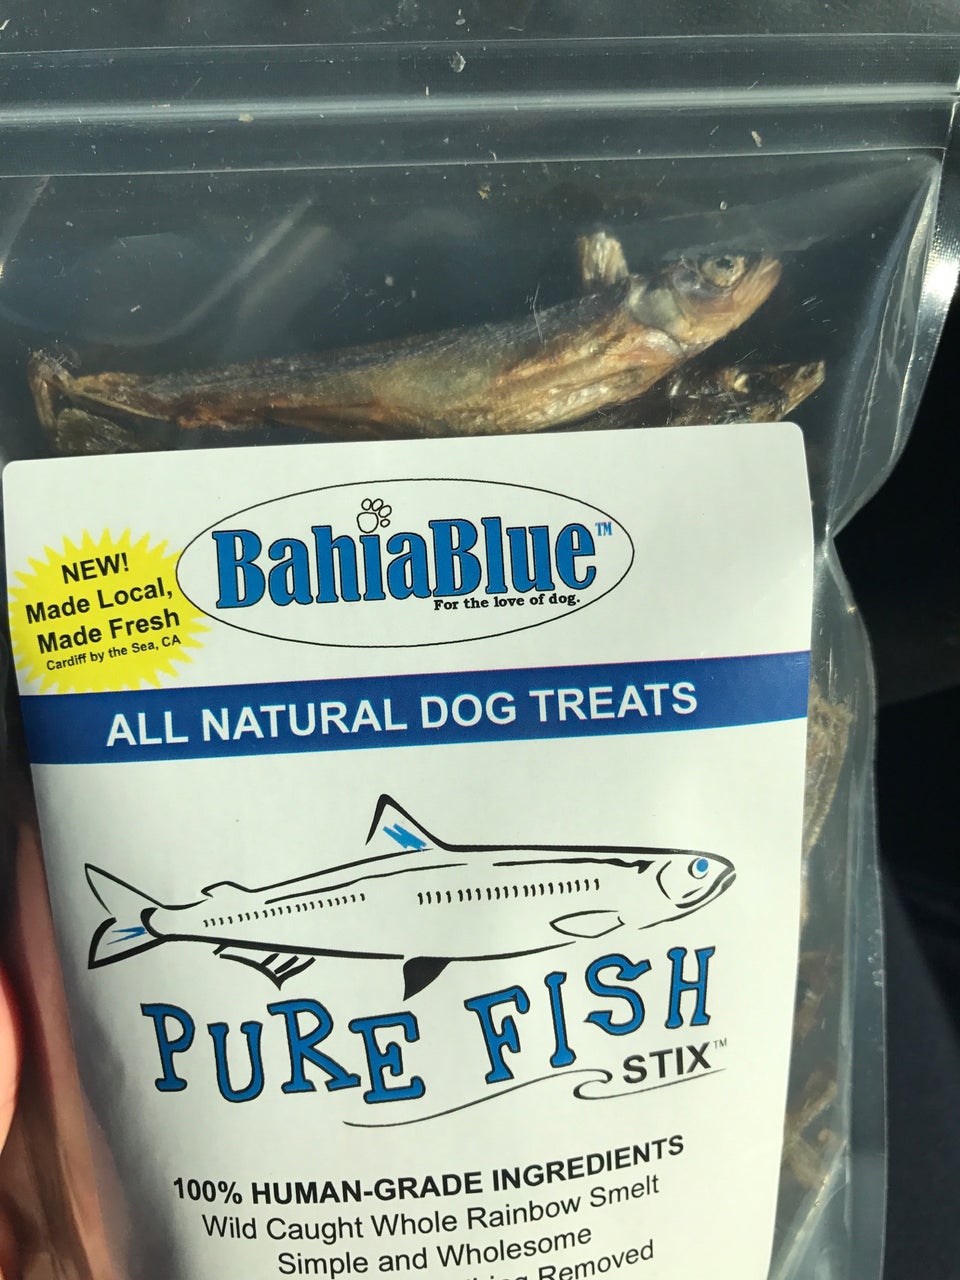 BahiaBlue™
For the love of dog.
NEW!
Made Local,
Made Fresh
Cardiff by the Sea, CA
ALL NATURAL DOG TREATS
PURE FISH
STIX™
100% HUMAN-GRADE INGREDIENTS
Wild Caught Whole Rainbow Smelt
Simple and Wholesome
Removed